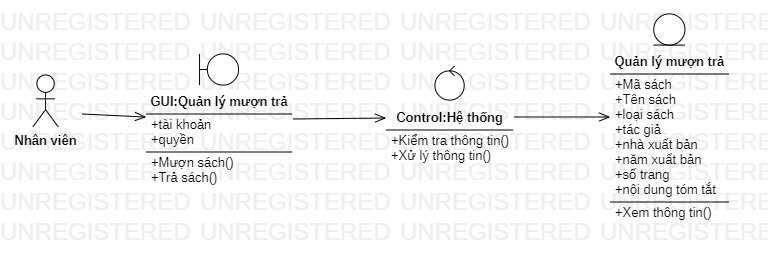 UNREGISTERED UNREGISTERED UNREGISTERED UNREGISTERED
Nhân viên
GUI:Quản lý mượn trả
+tài khoản
+quyền
+Mượn sách()
+Trả sách()
Control:Hệ thống
+Kiểm tra thông tin()
+Xử lý thông tin()
Quản lý mượn trả
+Mã sách
+Tên sách
+loại sách
+tác giả
+nhà xuất bản
+năm xuất bản
+số trang
+nội dung tóm tắt
+Xem thông tin()